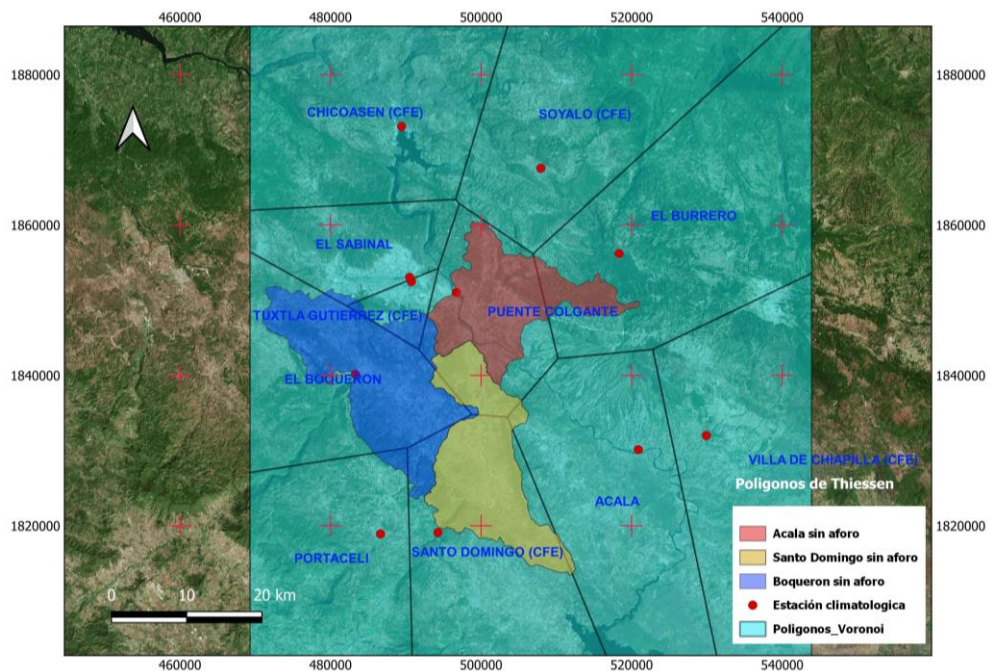 460000 480000 500000 520000 540000
1880000 1880000
CHICOASEN (CFE)
SOYALO (CFE)
EL BURRERO
1860000 1860000
EL SABINAL
TUXTLA GUTIERREZ (CFE)
PUENTE COLGANTE
1840000 1840000
EL BOQUERON
VILLA DE CHIAPILLA (CFE)
Poligonos de Thiessen
ACALA
1820000 1820000
Acala sin aforo
SANTO DOMINGO (CFE)
PORTACELI
Santo Domingo sin aforo
Boqueron sin aforo
0 10 20 km
Estación climatologica
Poligonos_Voronoi
460000 480000 500000 520000 540000